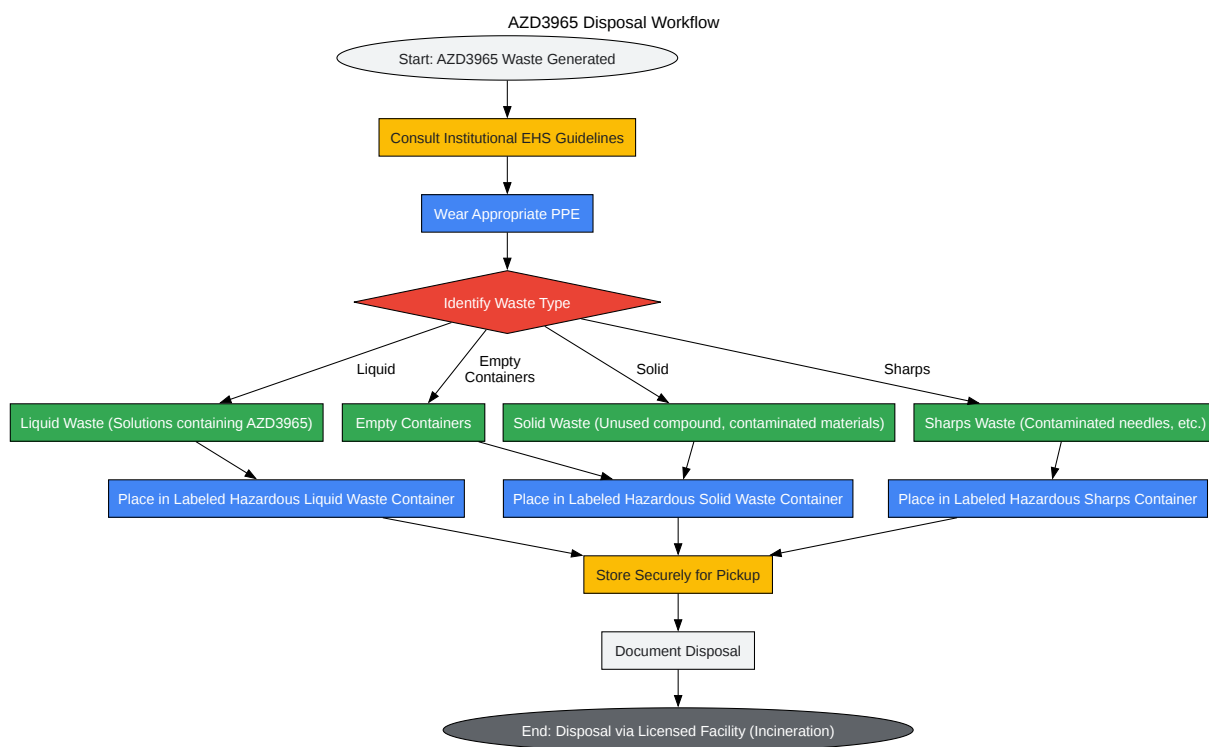 AZD3965 Disposal Workflow
Start: AZD3965 Waste Generated
Consult Institutional EHS Guidelines
Wear Appropriate PPE
Identify Waste Type
Liquid
Empty
Containers
Solid
Sharps
Liquid Waste (Solutions containing AZD3965)
Empty Containers
Solid Waste (Unused compound, contaminated materials)
Sharps Waste (Contaminated needles, etc.)
Place in Labeled Hazardous Liquid Waste Container
Place in Labeled Hazardous Solid Waste Container
Place in Labeled Hazardous Sharps Container
Store Securely for Pickup
Document Disposal
End: Disposal via Licensed Facility (Incineration)